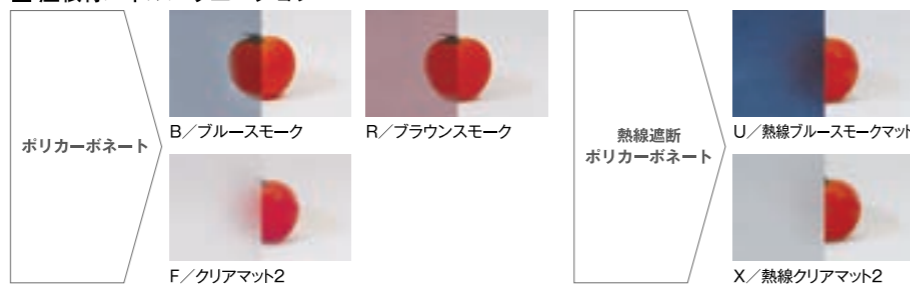 ポリカーボネート
B／ブルースモーク
R／ブラウンスモーク
F／クリアマット2
熱線遮断
ポリカーボネート
U／熱線ブルースモークマット
X／熱線クリアマット2